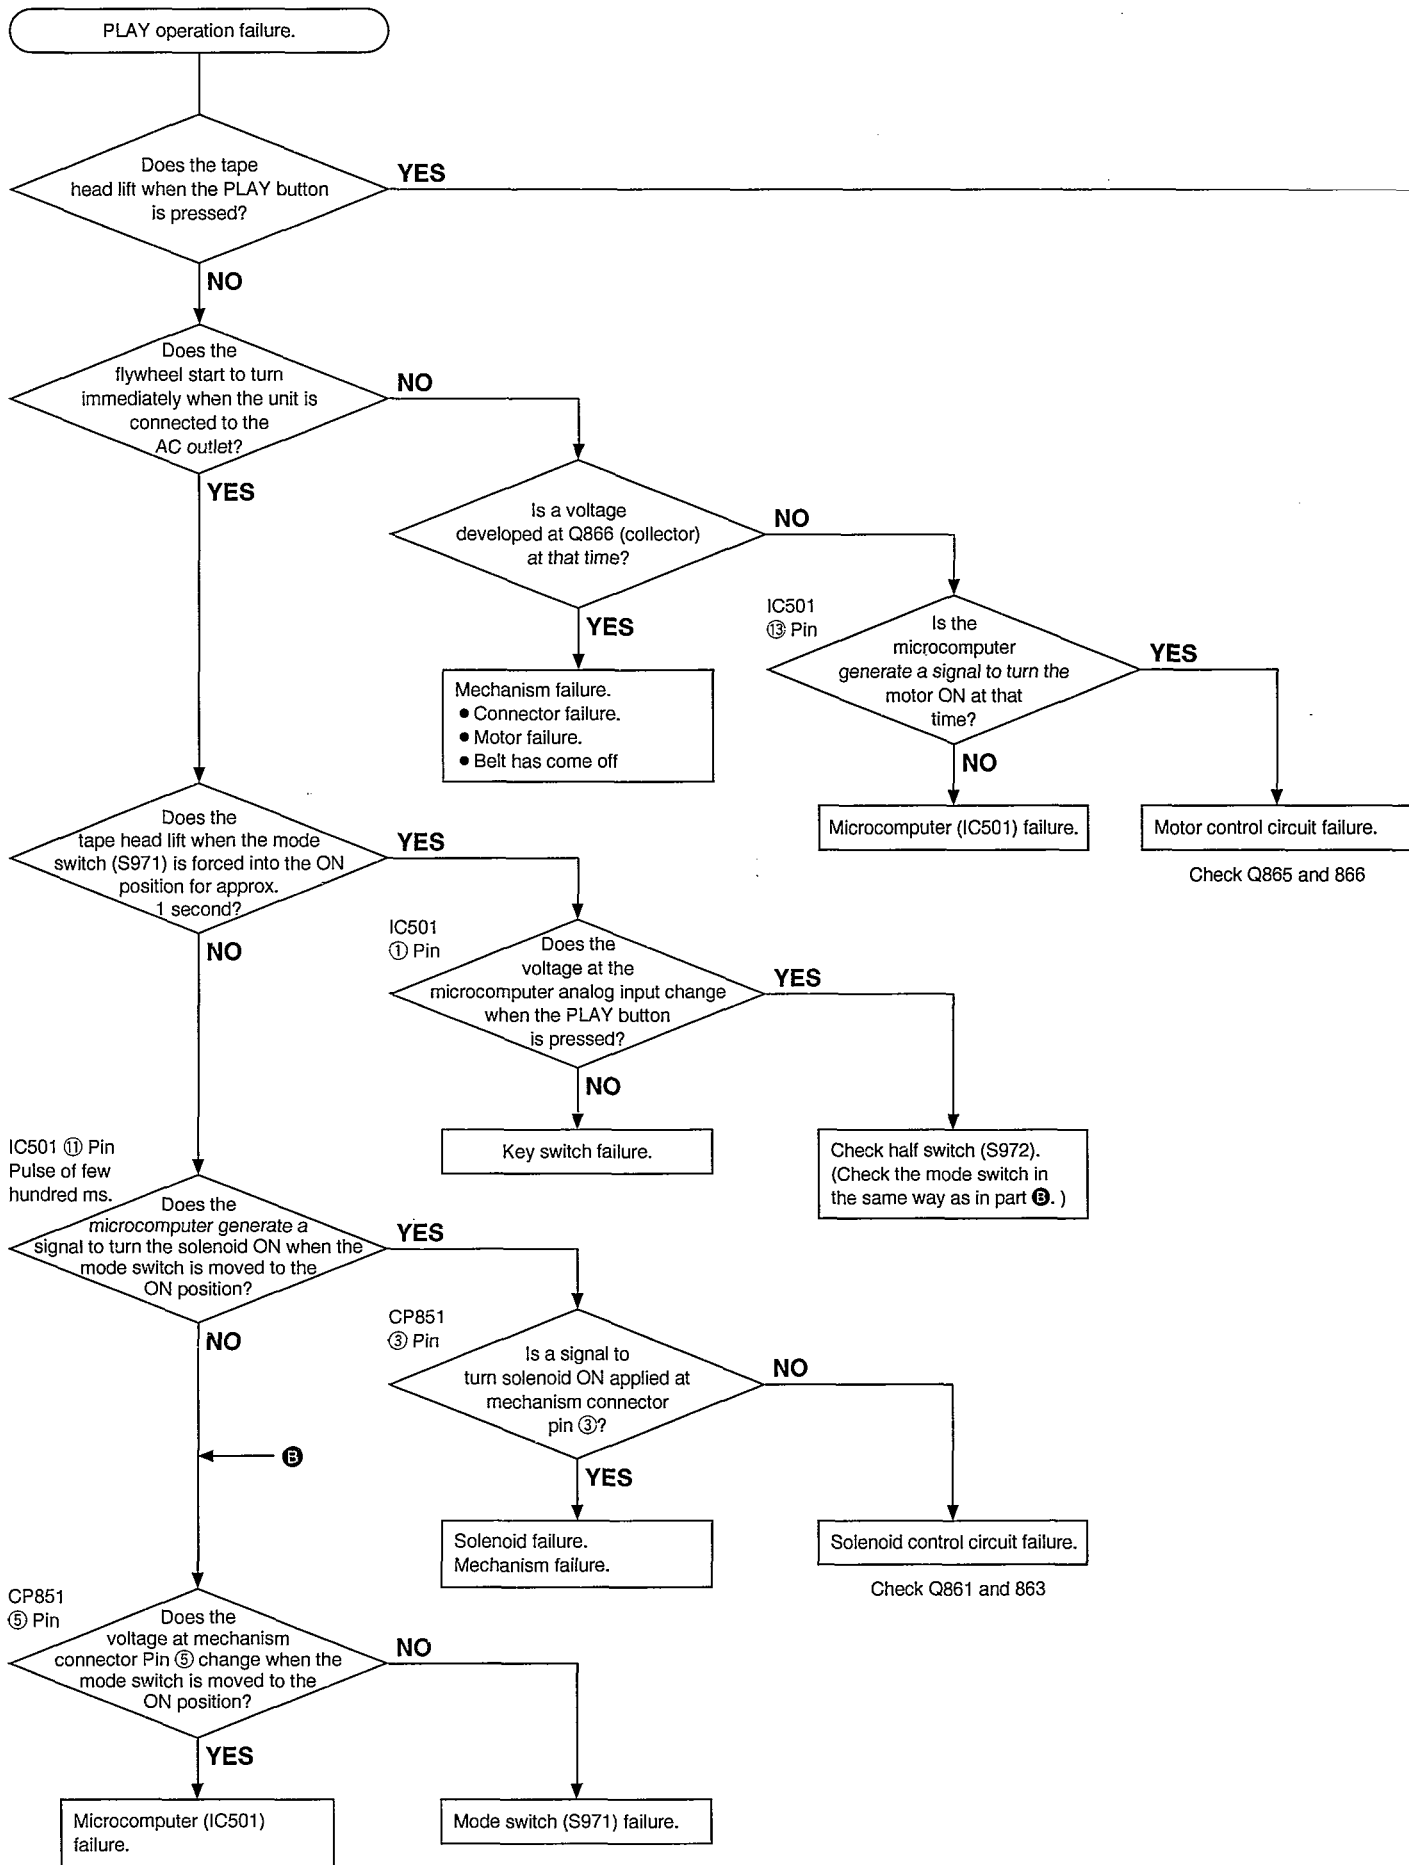 PLAY operation failure.
Does the tape
head lift when the PLAY button
is pressed?
YES
NO
Does the
flywheel start to turn
immediately when the unit is
connected to the
AC outlet?
NO
YES
Is a voltage
developed at Q866 (collector)
at that time?
NO
YES
IC501
⑬ Pin
Is the
microcomputer
generate a signal to turn the
motor ON at that
time?
YES
NO
Mechanism failure.
● Connector failure.
● Motor failure.
● Belt has come off
Microcomputer (IC501) failure.
Motor control circuit failure.
Check Q865 and 866
Does the
tape head lift when the mode
switch (S971) is forced into the ON
position for approx.
1 second?
YES
NO
IC501
① Pin
Does the
voltage at the
microcomputer analog input change
when the PLAY button
is pressed?
YES
NO
Key switch failure.
Check half switch (S972).
(Check the mode switch in
the same way as in part Ⓑ. )
IC501 ⑪ Pin
Pulse of few
hundred ms.
Does the
microcomputer generate a
signal to turn the solenoid ON when the
mode switch is moved to the
ON position?
YES
NO
CP851
③ Pin
Is a signal to
turn solenoid ON applied at
mechanism connector
pin ③?
NO
YES
Ⓑ
Solenoid failure.
Mechanism failure.
Solenoid control circuit failure.
Check Q861 and 863
CP851
⑤ Pin
Does the
voltage at mechanism
connector Pin ⑤ change when the
mode switch is moved to the
ON position?
NO
YES
Microcomputer (IC501)
failure.
Mode switch (S971) failure.